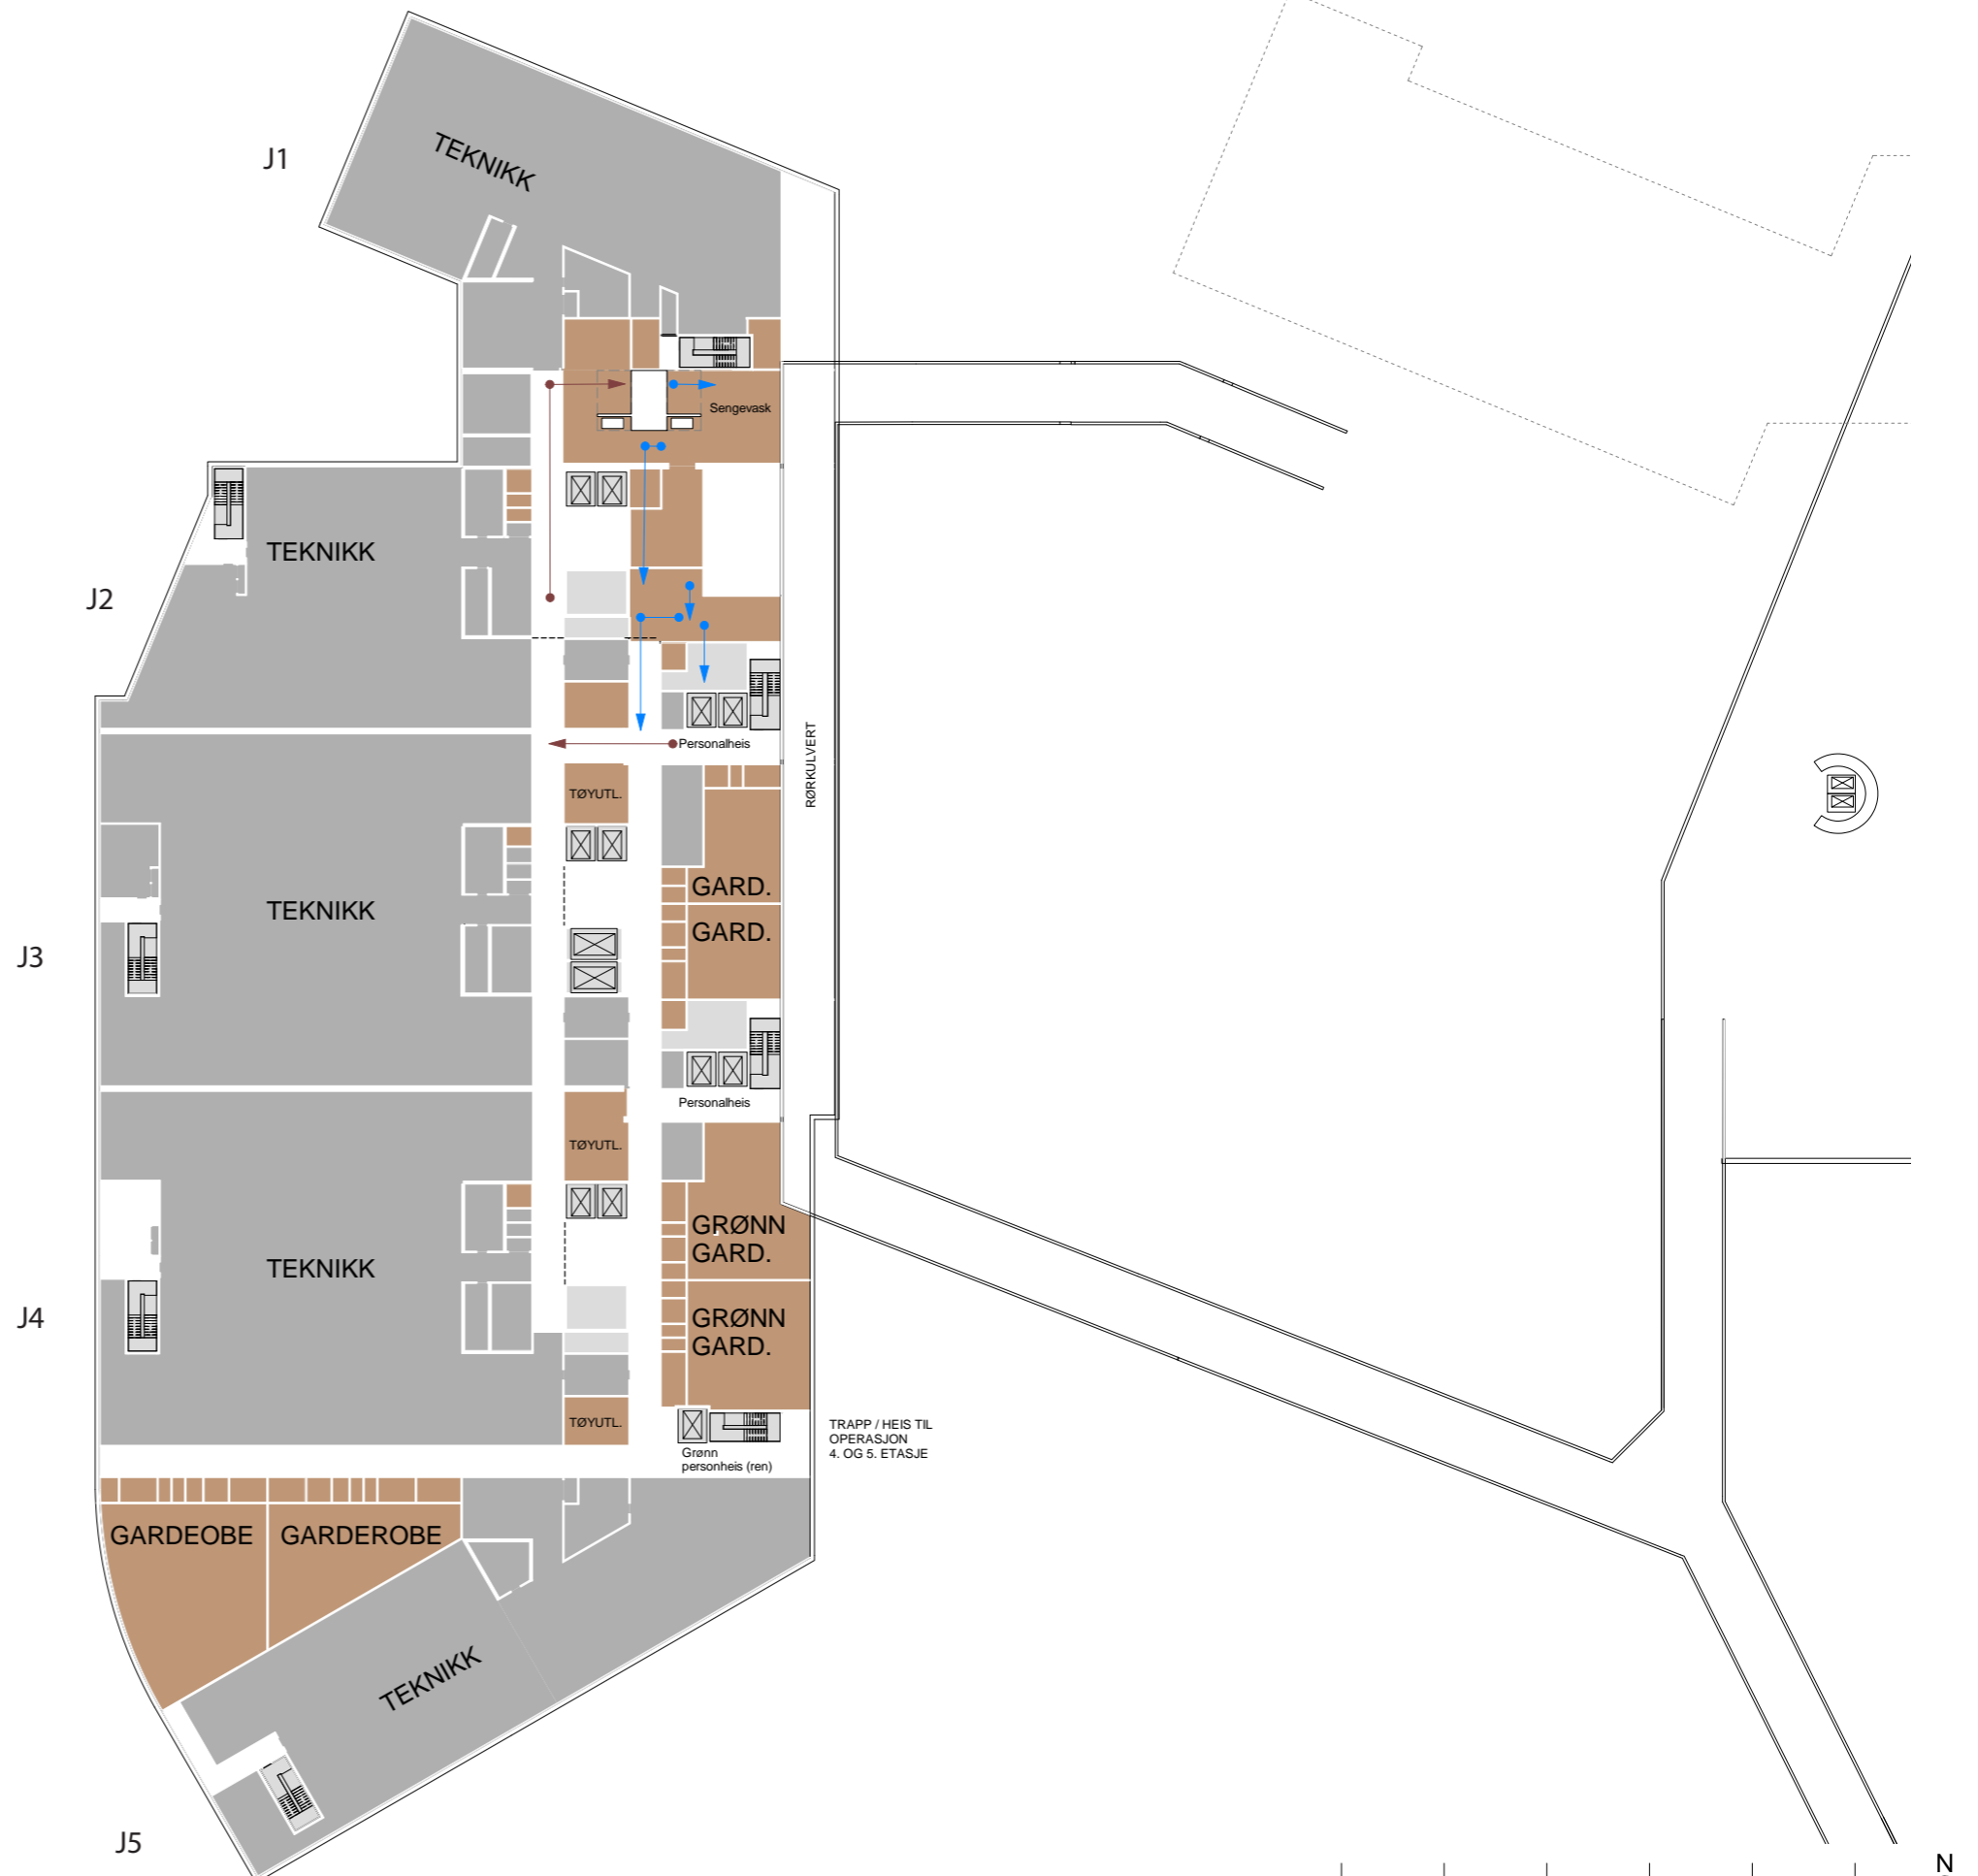 J1
TEKNIKK
Sengevask
TEKNIKK
J2
RØRKULVERT
Personalheis
TØYUTL.
GARD.
TEKNIKK
GARD.
J3
Personalheis
TØYUTL.
GRØNN
GARD.
TEKNIKK
J4
GRØNN
GARD.
TØYUTL.
TRAPP / HEIS TIL
OPERASJON
4. OG 5. ETASJE
Grønn
personheis (ren)
GARDEOBE
GARDEROBE
TEKNIKK
J5
N